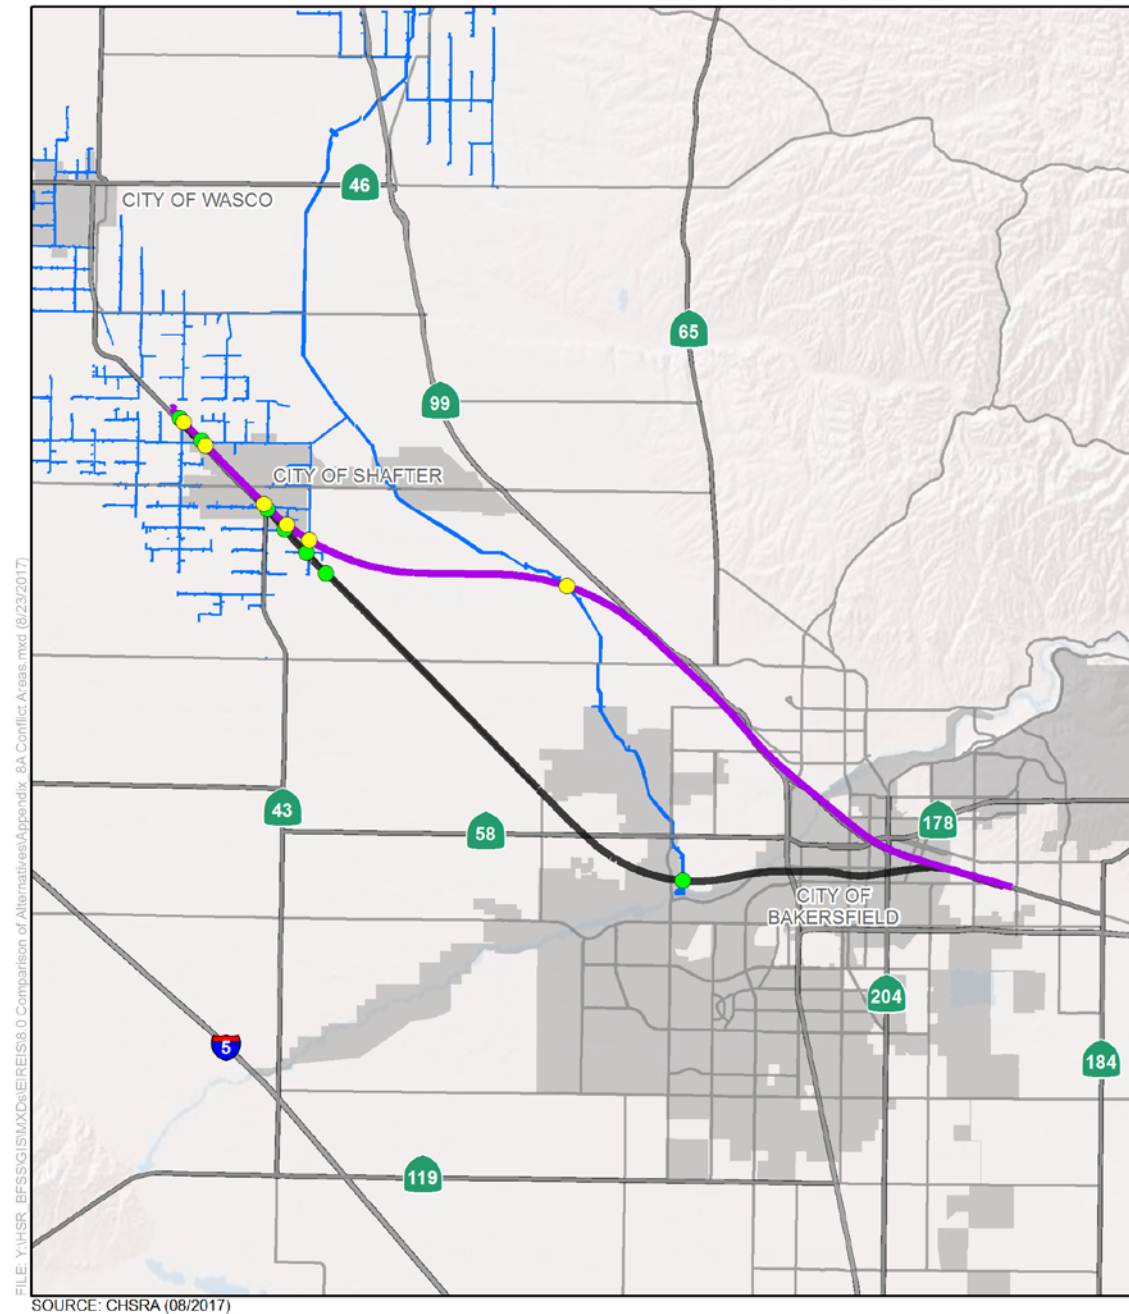 46
CITY OF WASCO
65
99
CITY OF SHAFTER
43
58
178
CITY OF
BAKERSFIELD
204
5
184
119
FILE: Y:\HSR_BFSS\GIS\MXDs\EIREIS\8.0 Comparison of Alternatives\Appendix_8A Conflict Areas.mxd (8/23/2017)
SOURCE: CHSRA (08/2017)